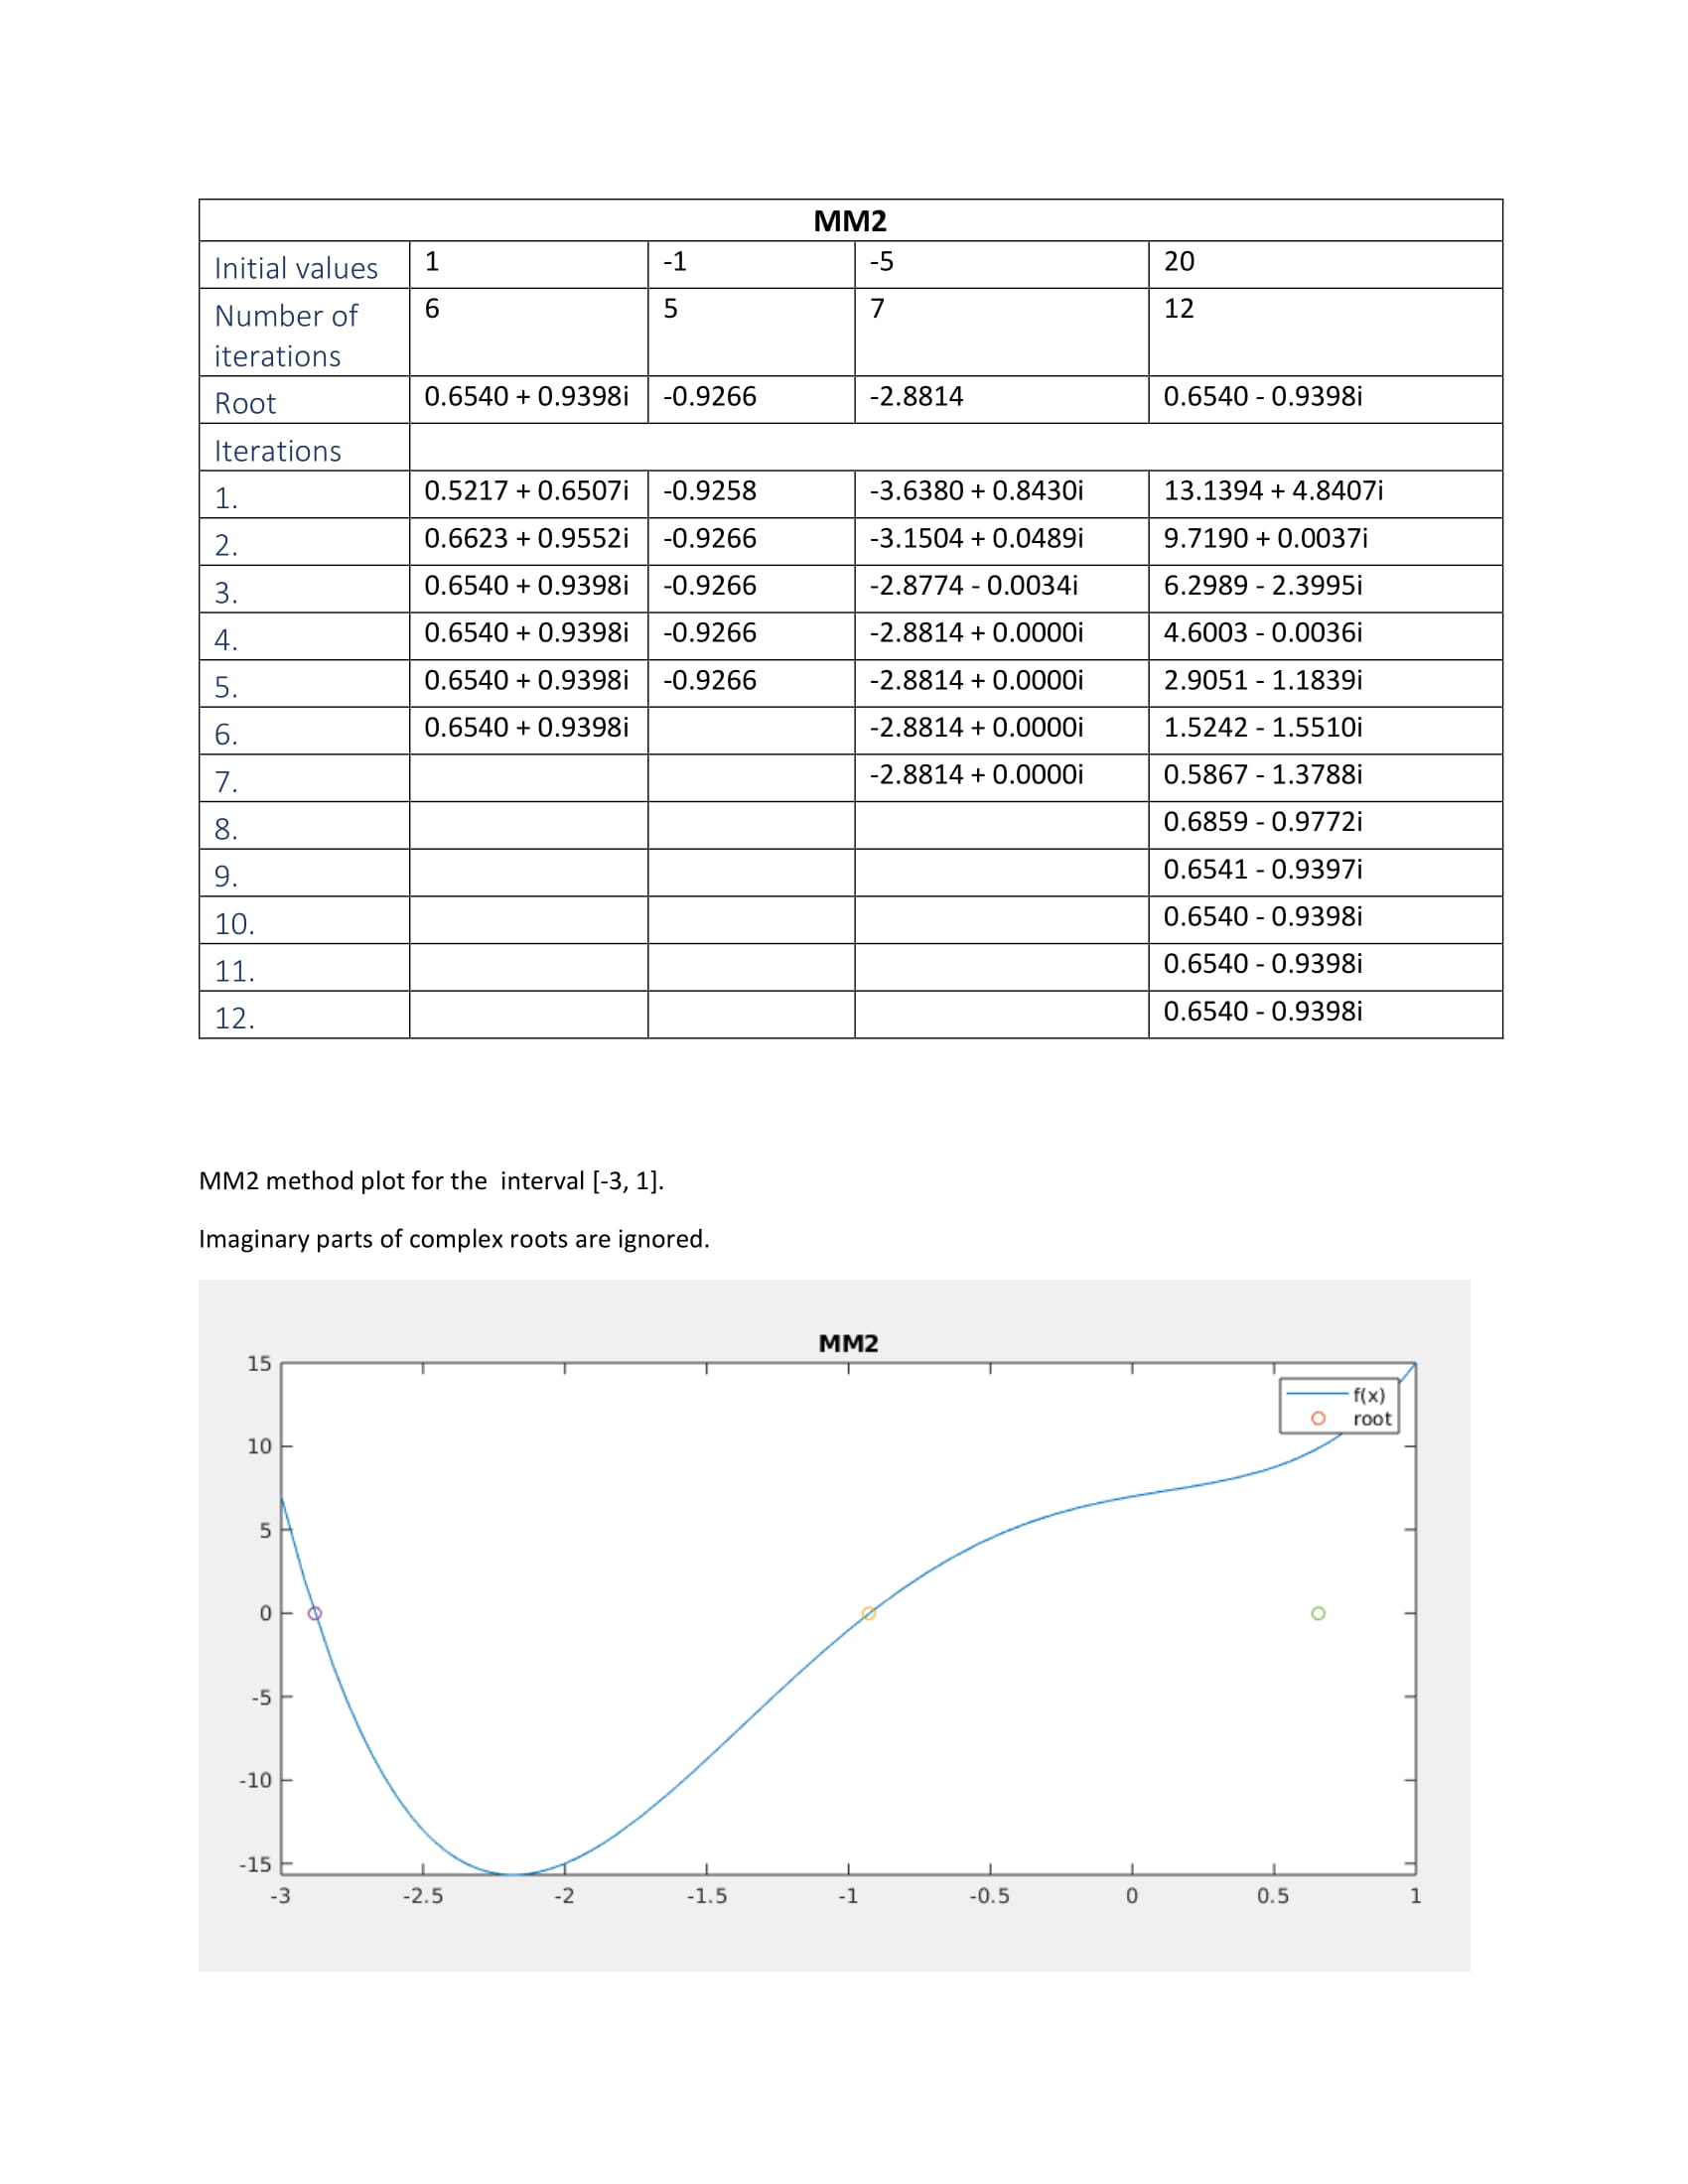 MM2
Initial values 1 -1 -5 20
Number of iterations 6 5 7 12
Root 0.6540 + 0.9398i -0.9266 -2.8814 0.6540 - 0.9398i
Iterations
1. 0.5217 + 0.6507i -0.9258 -3.6380 + 0.8430i 13.1394 + 4.8407i
2. 0.6623 + 0.9552i -0.9266 -3.1504 + 0.0489i 9.7190 + 0.0037i
3. 0.6540 + 0.9398i -0.9266 -2.8774 - 0.0034i 6.2989 - 2.3995i
4. 0.6540 + 0.9398i -0.9266 -2.8814 + 0.0000i 4.6003 - 0.0036i
5. 0.6540 + 0.9398i -0.9266 -2.8814 + 0.0000i 2.9051 - 1.1839i
6. 0.6540 + 0.9398i -2.8814 + 0.0000i 1.5242 - 1.5510i
7. -2.8814 + 0.0000i 0.5867 - 1.3788i
8. 0.6859 - 0.9772i
9. 0.6541 - 0.9397i
10. 0.6540 - 0.9398i
11. 0.6540 - 0.9398i
12. 0.6540 - 0.9398i
MM2 method plot for the  interval [-3, 1].
Imaginary parts of complex roots are ignored.
MM2
15
f(x)
root
10
5
0
-5
-10
-15
-3 -2.5 -2 -1.5 -1 -0.5 0 0.5 1